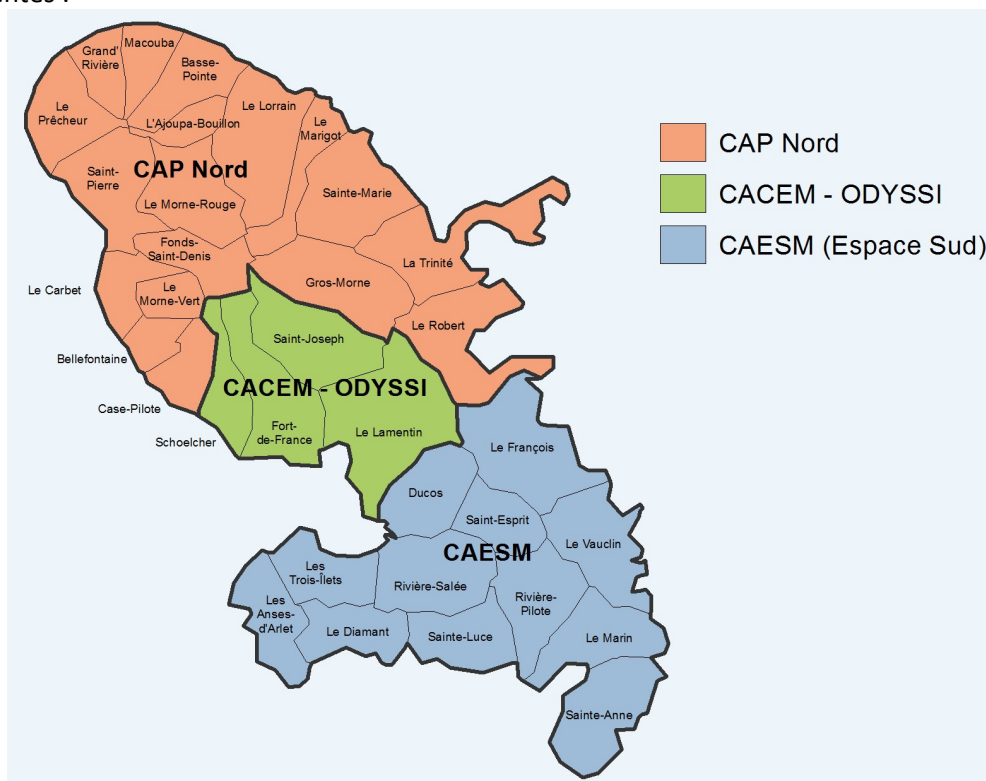 Macouba
Grand'
Rivière
Basse-
Pointe
Le
Prêcheur
Le Lorrain
L'Ajoupa-Bouillon
Le
Marigot
CAP Nord
Saint-
Pierre
Sainte-Marie
Le Morne-Rouge
Fonds-
Saint-Denis
La Trinité
Gros-Morne
Le Carbet
Le
Morne-Vert
Le Robert
Saint-Joseph
Bellefontaine
CACEM - ODYSSI
Case-Pilote
Schoelcher
Fort-
de-France
Le Lamentin
Le François
Ducos
Saint-Esprit
CAESM
Le Vauclin
Les
Trois-Îlets
Rivière-Salée
Les
Anses-
d'Arlet
Rivière-
Pilote
Le Diamant
Sainte-Luce
Le Marin
Sainte-Anne
CAP Nord
CACEM - ODYSSI
CAESM (Espace Sud)